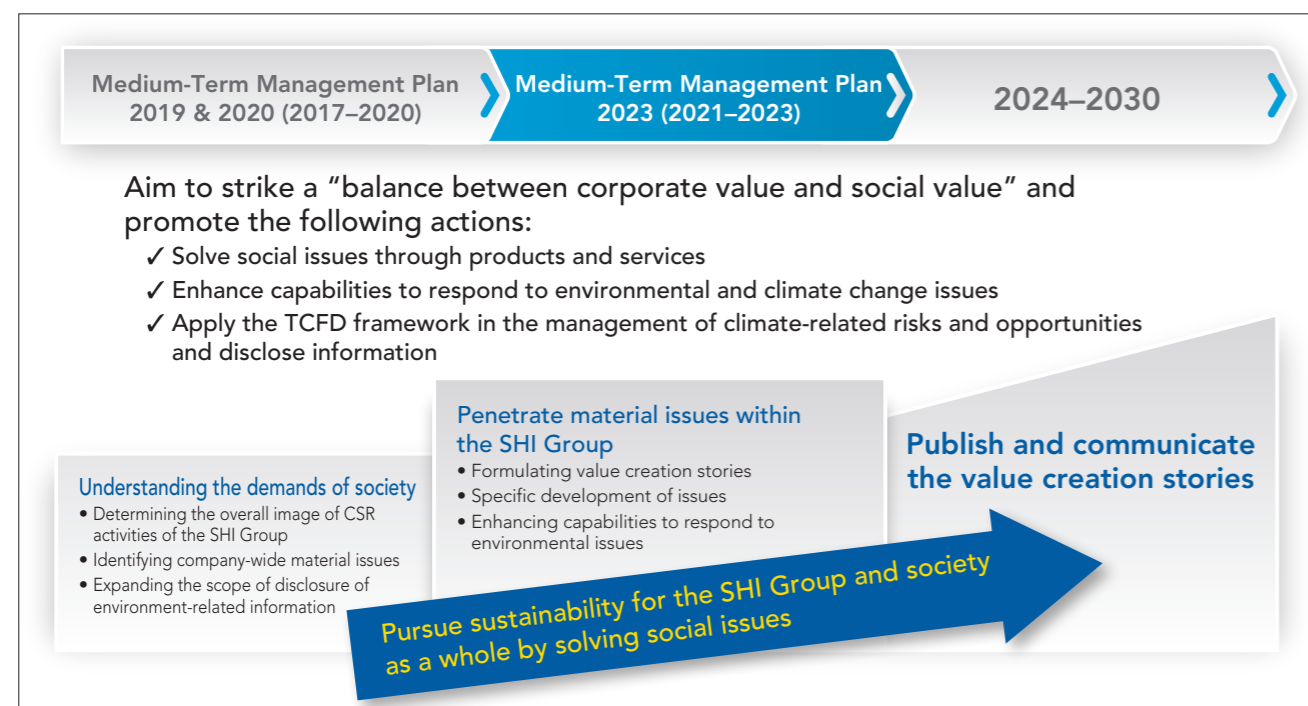 Medium-Term Management Plan
2019 & 2020 (2017–2020)
Medium-Term Management Plan
2023 (2021–2023)
2024–2030
Aim to strike a “balance between corporate value and social value” and
promote the following actions:
✓ Solve social issues through products and services
✓ Enhance capabilities to respond to environmental and climate change issues
✓ Apply the TCFD framework in the management of climate-related risks and opportunities
and disclose information
Understanding the demands of society
• Determining the overall image of CSR
activities of the SHI Group
• Identifying company-wide material issues
• Expanding the scope of disclosure of
environment-related information
Penetrate material issues within
the SHI Group
• Formulating value creation stories
• Specific development of issues
• Enhancing capabilities to respond to
environmental issues
Publish and communicate
the value creation stories
Pursue sustainability for the SHI Group and society
as a whole by solving social issues